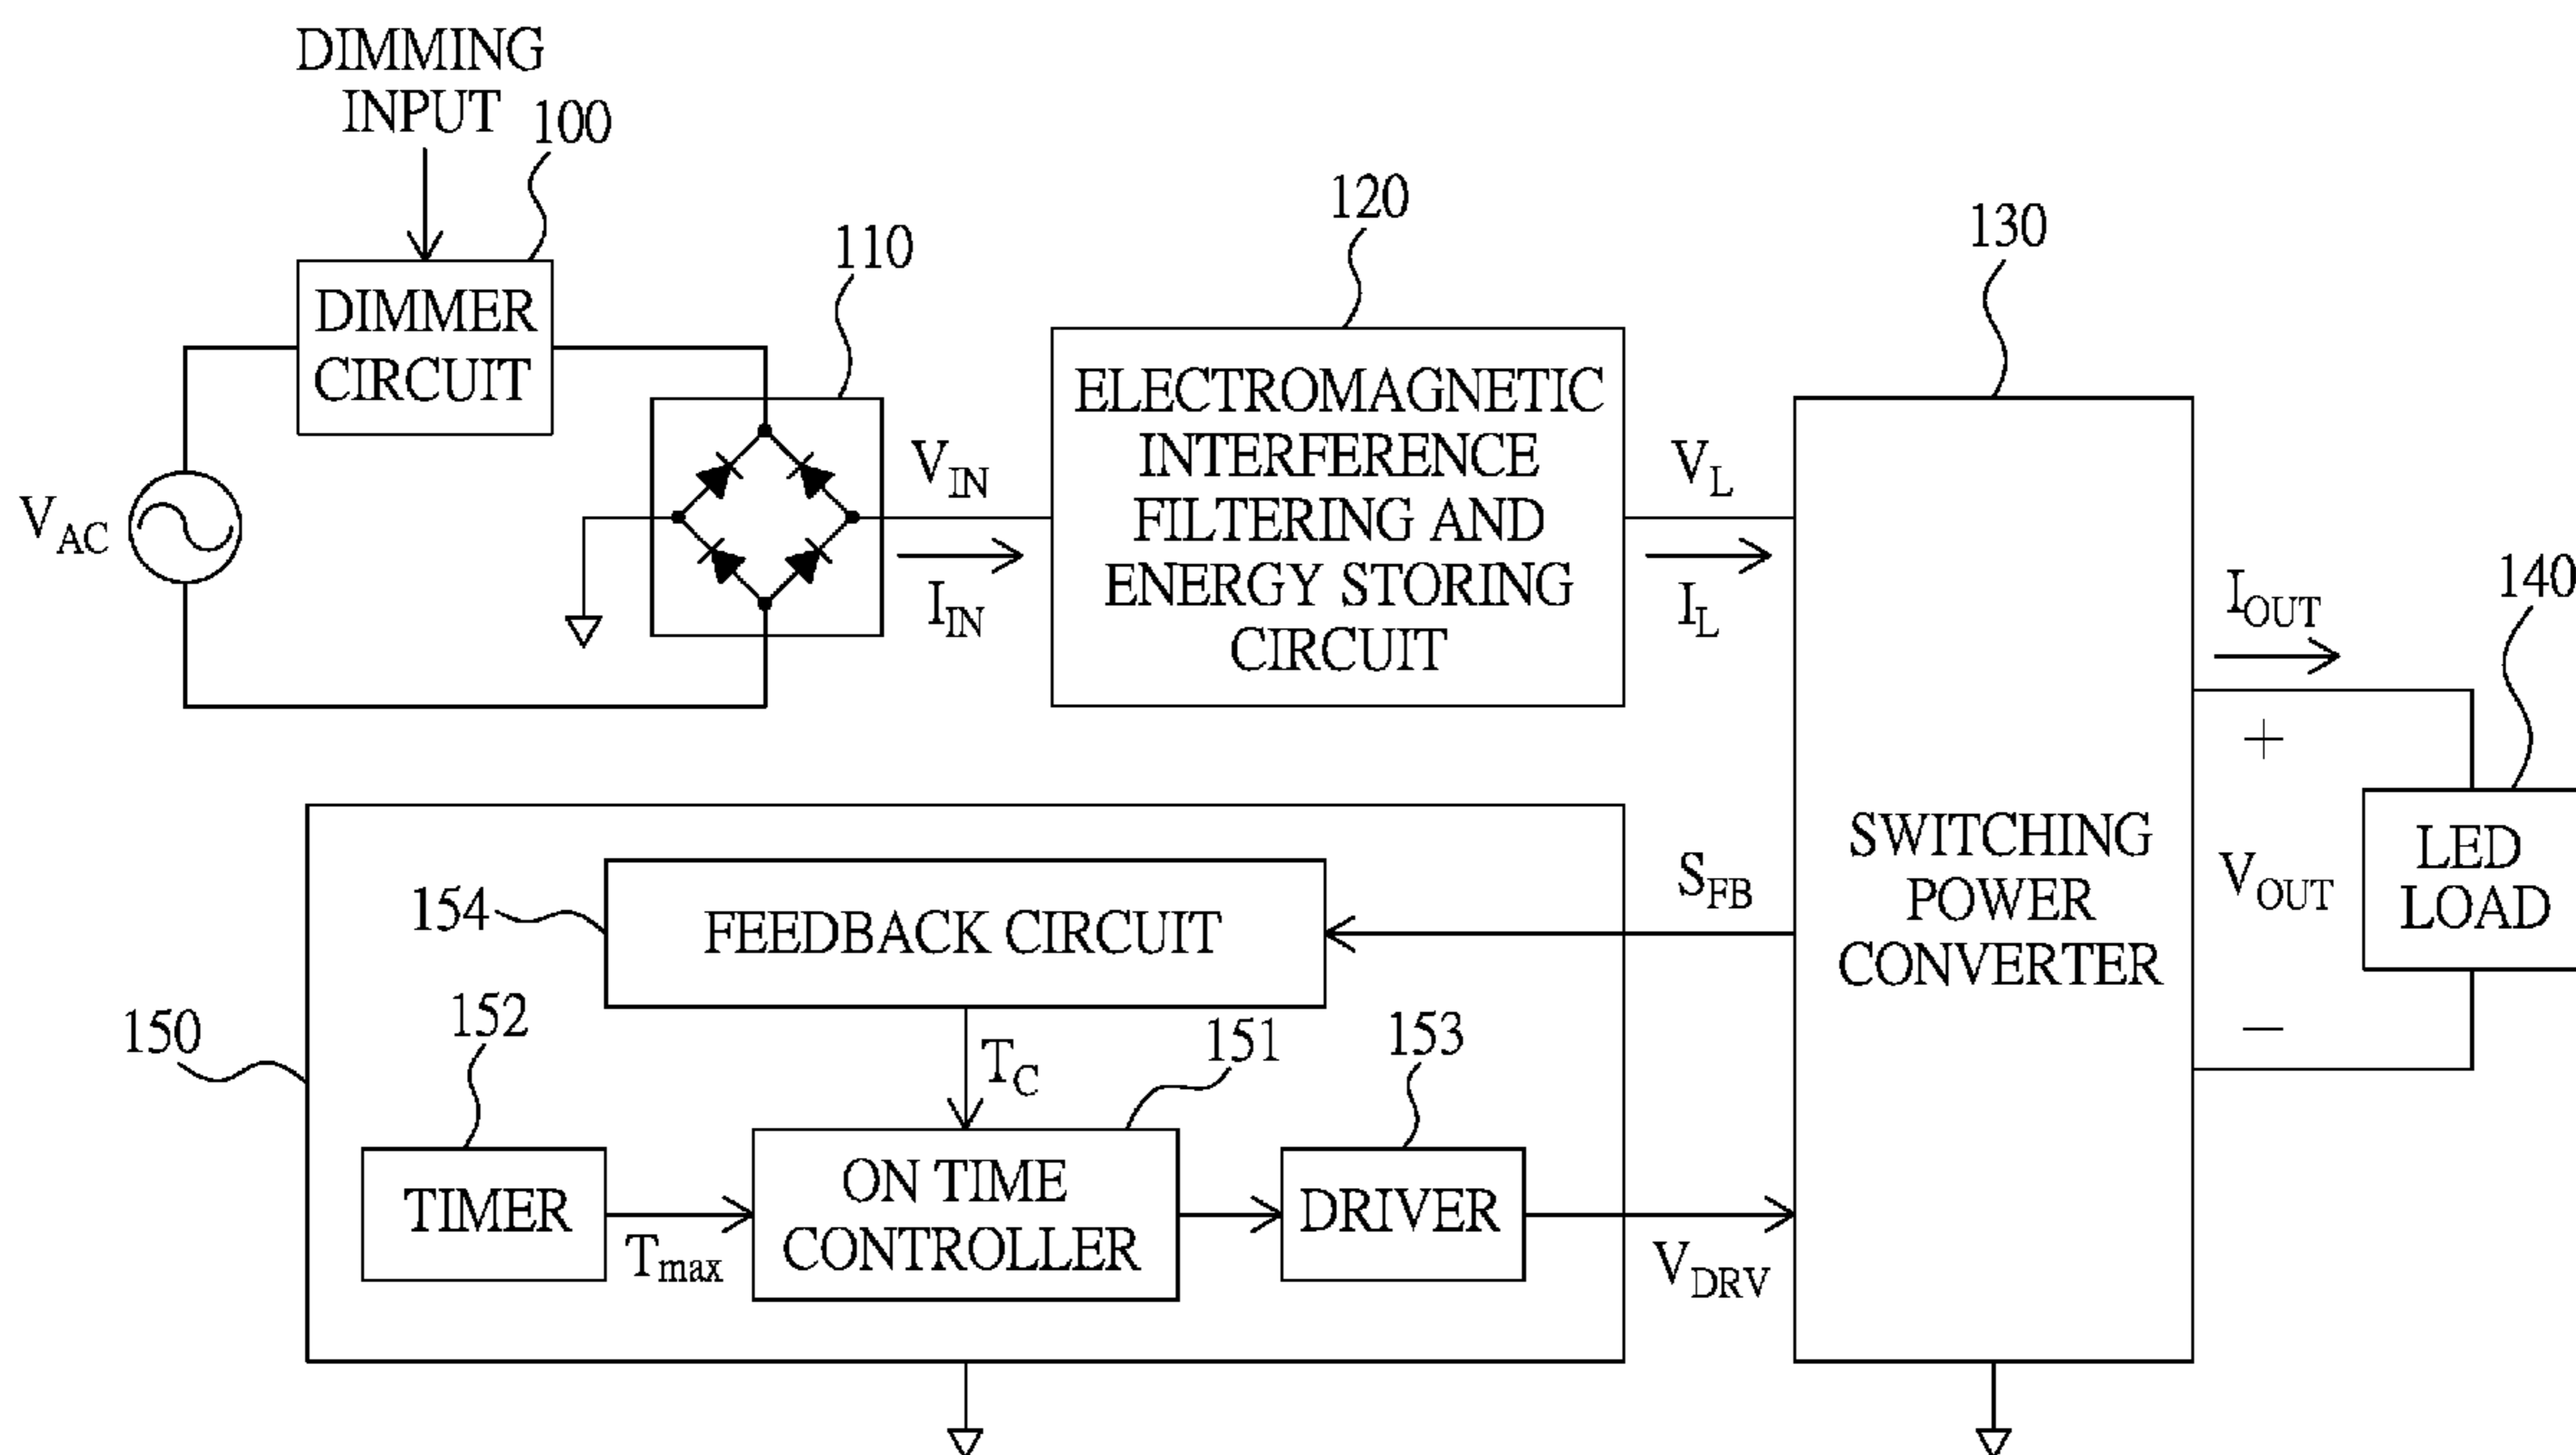 DIMMING
INPUT
100
DIMMER
CIRCUIT
110
120
130
V_AC
V_IN
I_IN
ELECTROMAGNETIC
INTERFERENCE
FILTERING AND
ENERGY STORING
CIRCUIT
V_L
I_L
I_OUT
140
+
V_OUT
−
LED
LOAD
SWITCHING
POWER
CONVERTER
S_FB
154
FEEDBACK CIRCUIT
150
152
T_C
151
153
TIMER
T_max
ON TIME
CONTROLLER
DRIVER
V_DRV